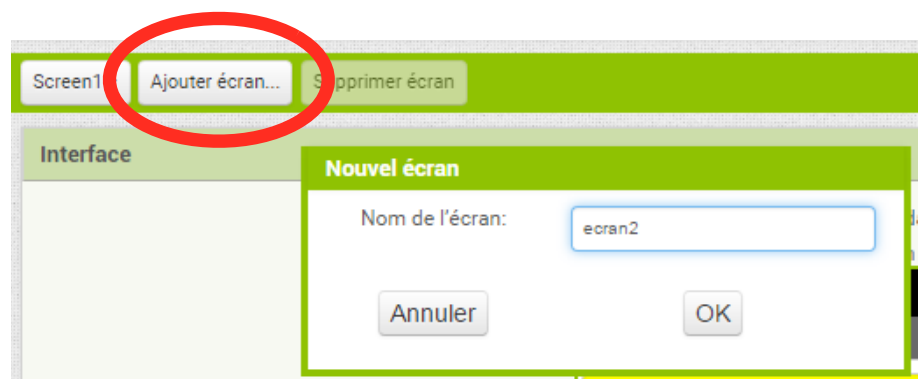 Screen1
Ajouter écran...
Supprimer écran
Interface
Nouvel écran
Nom de l'écran:
ecran2
Annuler
OK